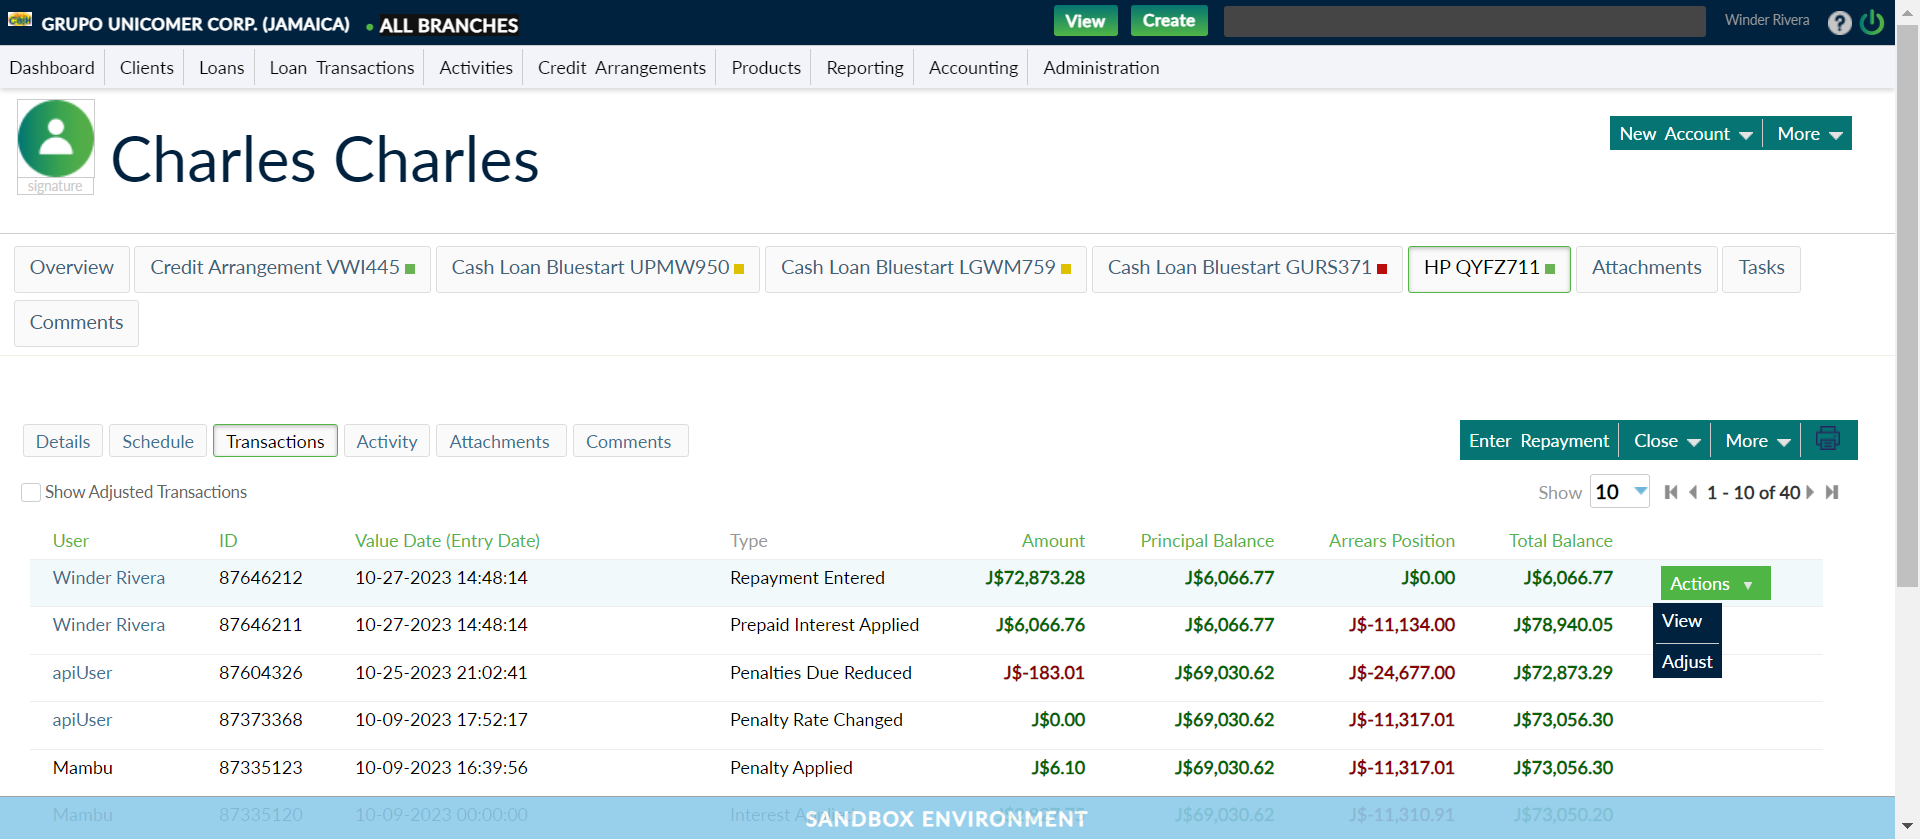 GRUPO UNICOMER CORP. (JAMAICA) ALL BRANCHES View Create Winder Rivera ?
Dashboard Clients Loans Loan Transactions Activities Credit Arrangements Products Reporting Accounting Administration
Charles Charles
signature
New Account More
Overview Credit Arrangement VWI445 Cash Loan Bluestart UPMW950 Cash Loan Bluestart LGWM759 Cash Loan Bluestart GURS371 HP QYFZ711 Attachments Tasks
Comments
Details Schedule Transactions Activity Attachments Comments Enter Repayment Close More
Show Adjusted Transactions Show 10 1 - 10 of 40
User ID Value Date (Entry Date) Type Amount Principal Balance Arrears Position Total Balance
Winder Rivera 87646212 10-27-2023 14:48:14 Repayment Entered J$72,873.28 J$6,066.77 J$0.00 J$6,066.77 Actions
Winder Rivera 87646211 10-27-2023 14:48:14 Prepaid Interest Applied J$6,066.76 J$6,066.77 J$-11,134.00 J$78,940.05 View
apiUser 87604326 10-25-2023 21:02:41 Penalties Due Reduced J$-183.01 J$69,030.62 J$-24,677.00 J$72,873.29 Adjust
apiUser 87373368 10-09-2023 17:52:17 Penalty Rate Changed J$0.00 J$69,030.62 J$-11,317.01 J$73,056.30
Mambu 87335123 10-09-2023 16:39:56 Penalty Applied J$6.10 J$69,030.62 J$-11,317.01 J$73,056.30
Mambu 87335120 10-09-2023 00:00:00 Interest J$69,030.62 J$-11,310.91 J$73,050.20
SANDBOX ENVIRONMENT